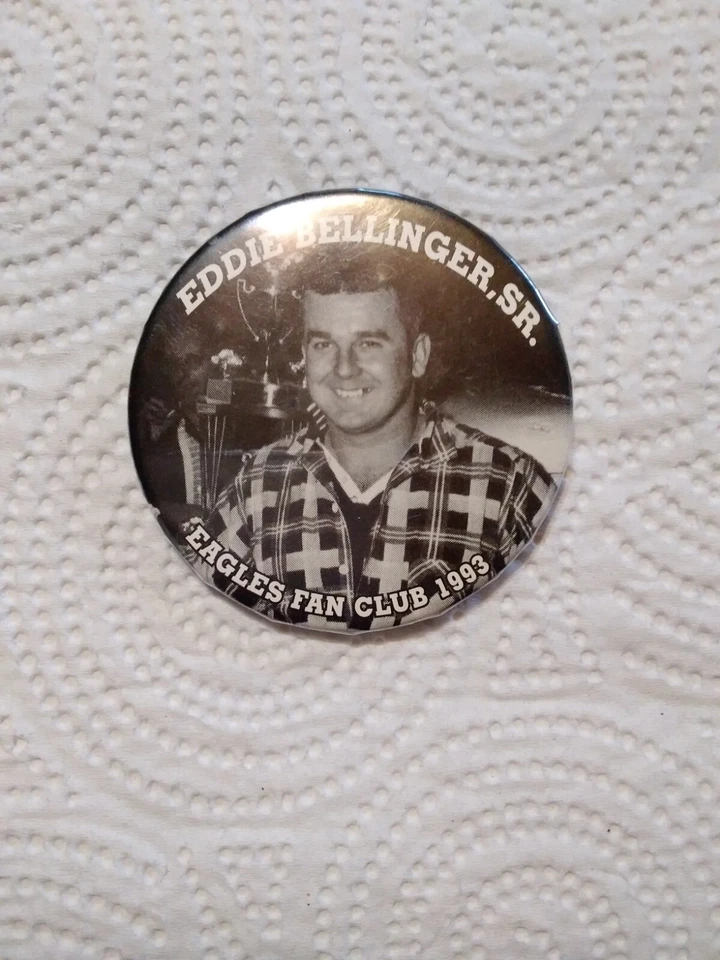 EDDIE BELLINGER, SR.
EAGLES FAN CLUB 1993